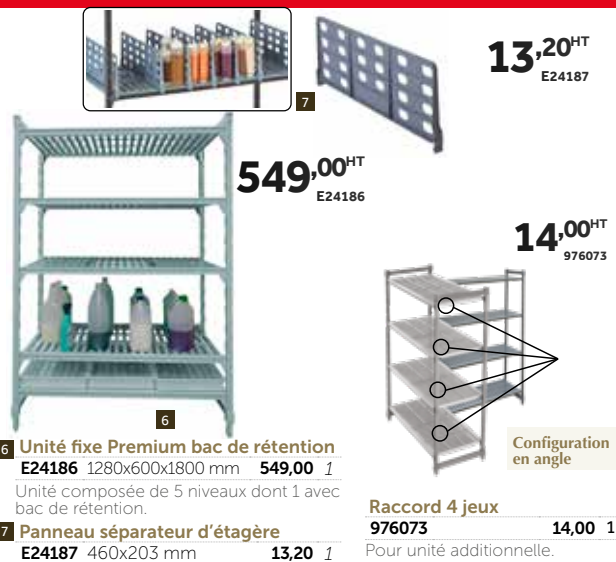 7
13,20HT
E24187
549,00HT
E24186
14,00HT
976073
6
Configuration
en angle
6 Unité fixe Premium bac de rétention
E24186 1280x600x1800 mm 549,00 1
Unité composée de 5 niveaux dont 1 avec
bac de rétention.
7 Panneau séparateur d'étagère
E24187 460x203 mm 13,20 1
Raccord 4 jeux
976073 14,00 1
Pour unité additionnelle.